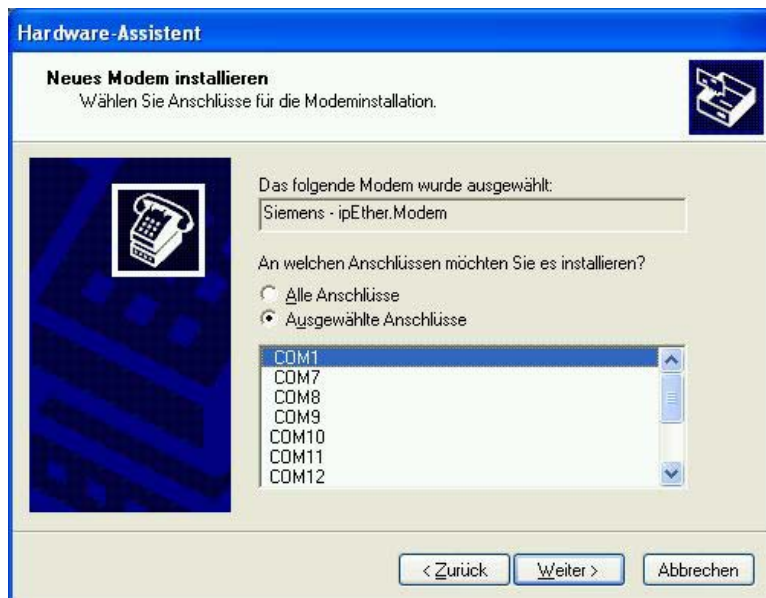 Hardware-Assistent
Neues Modem installieren
Wählen Sie Anschlüsse für die Modeminstallation.
Das folgende Modem wurde ausgewählt:
Siemens - ipEther.Modem
An welchen Anschlüssen möchten Sie es installieren?
Alle Anschlüsse
Ausgewählte Anschlüsse
COM1
COM7
COM8
COM9
COM10
COM11
COM12
< Zurück Weiter > Abbrechen